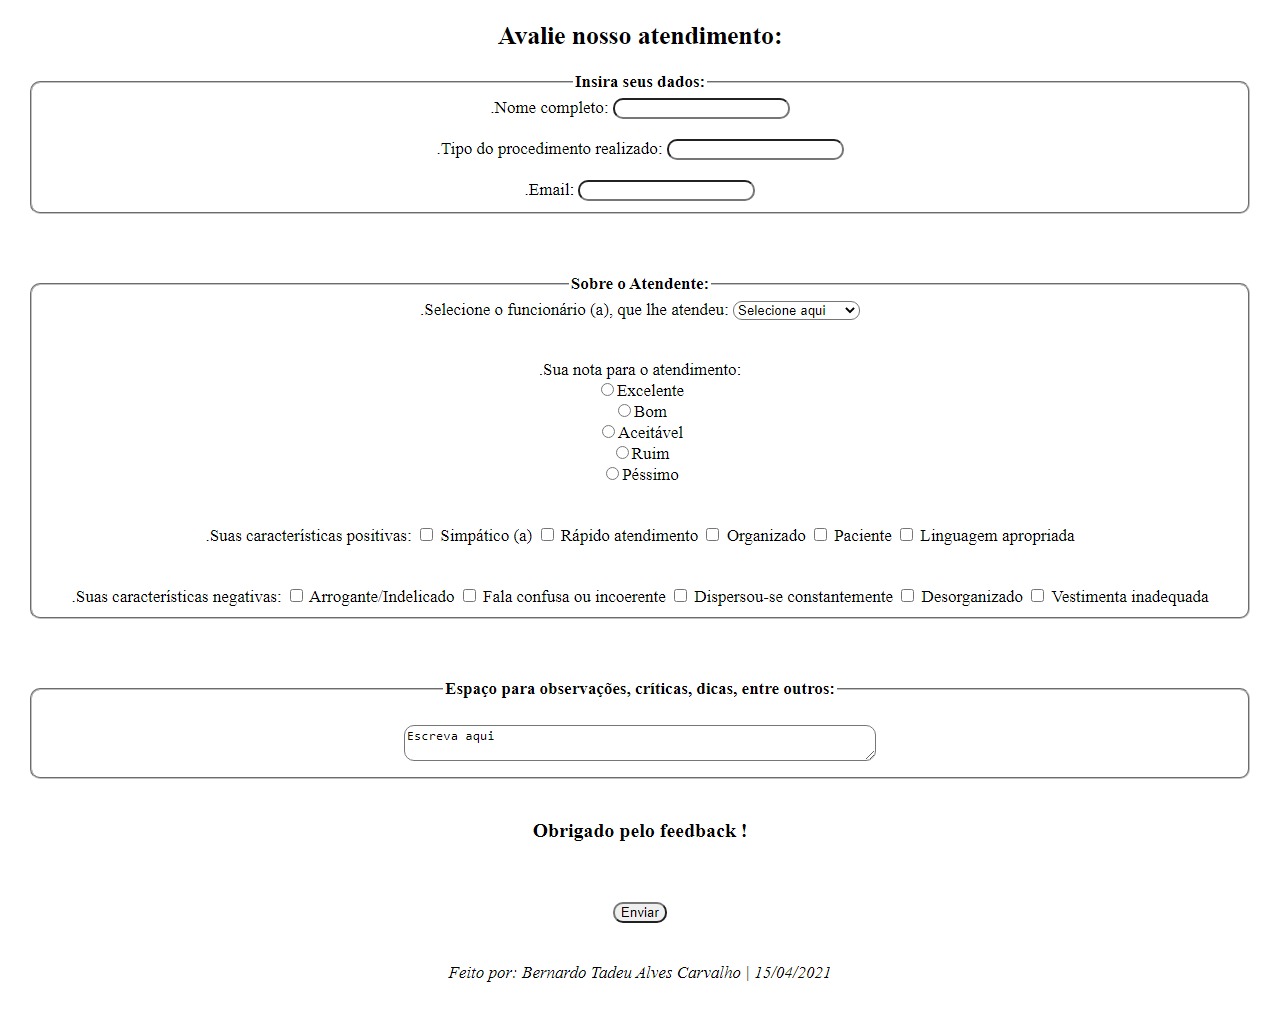 Avalie nosso atendimento:
Insira seus dados:
.Nome completo:
.Tipo do procedimento realizado:
.Email:
Sobre o Atendente:
.Selecione o funcionário (a), que lhe atendeu: Selecione aqui
.Sua nota para o atendimento:
Excelente
Bom
Aceitável
Ruim
Péssimo
.Suas características positivas: Simpático (a) Rápido atendimento Organizado Paciente Linguagem apropriada
.Suas características negativas: Arrogante/Indelicado Fala confusa ou incoerente Dispersou-se constantemente Desorganizado Vestimenta inadequada
Espaço para observações, críticas, dicas, entre outros:
Escreva aqui
Obrigado pelo feedback !
Enviar
Feito por: Bernardo Tadeu Alves Carvalho | 15/04/2021